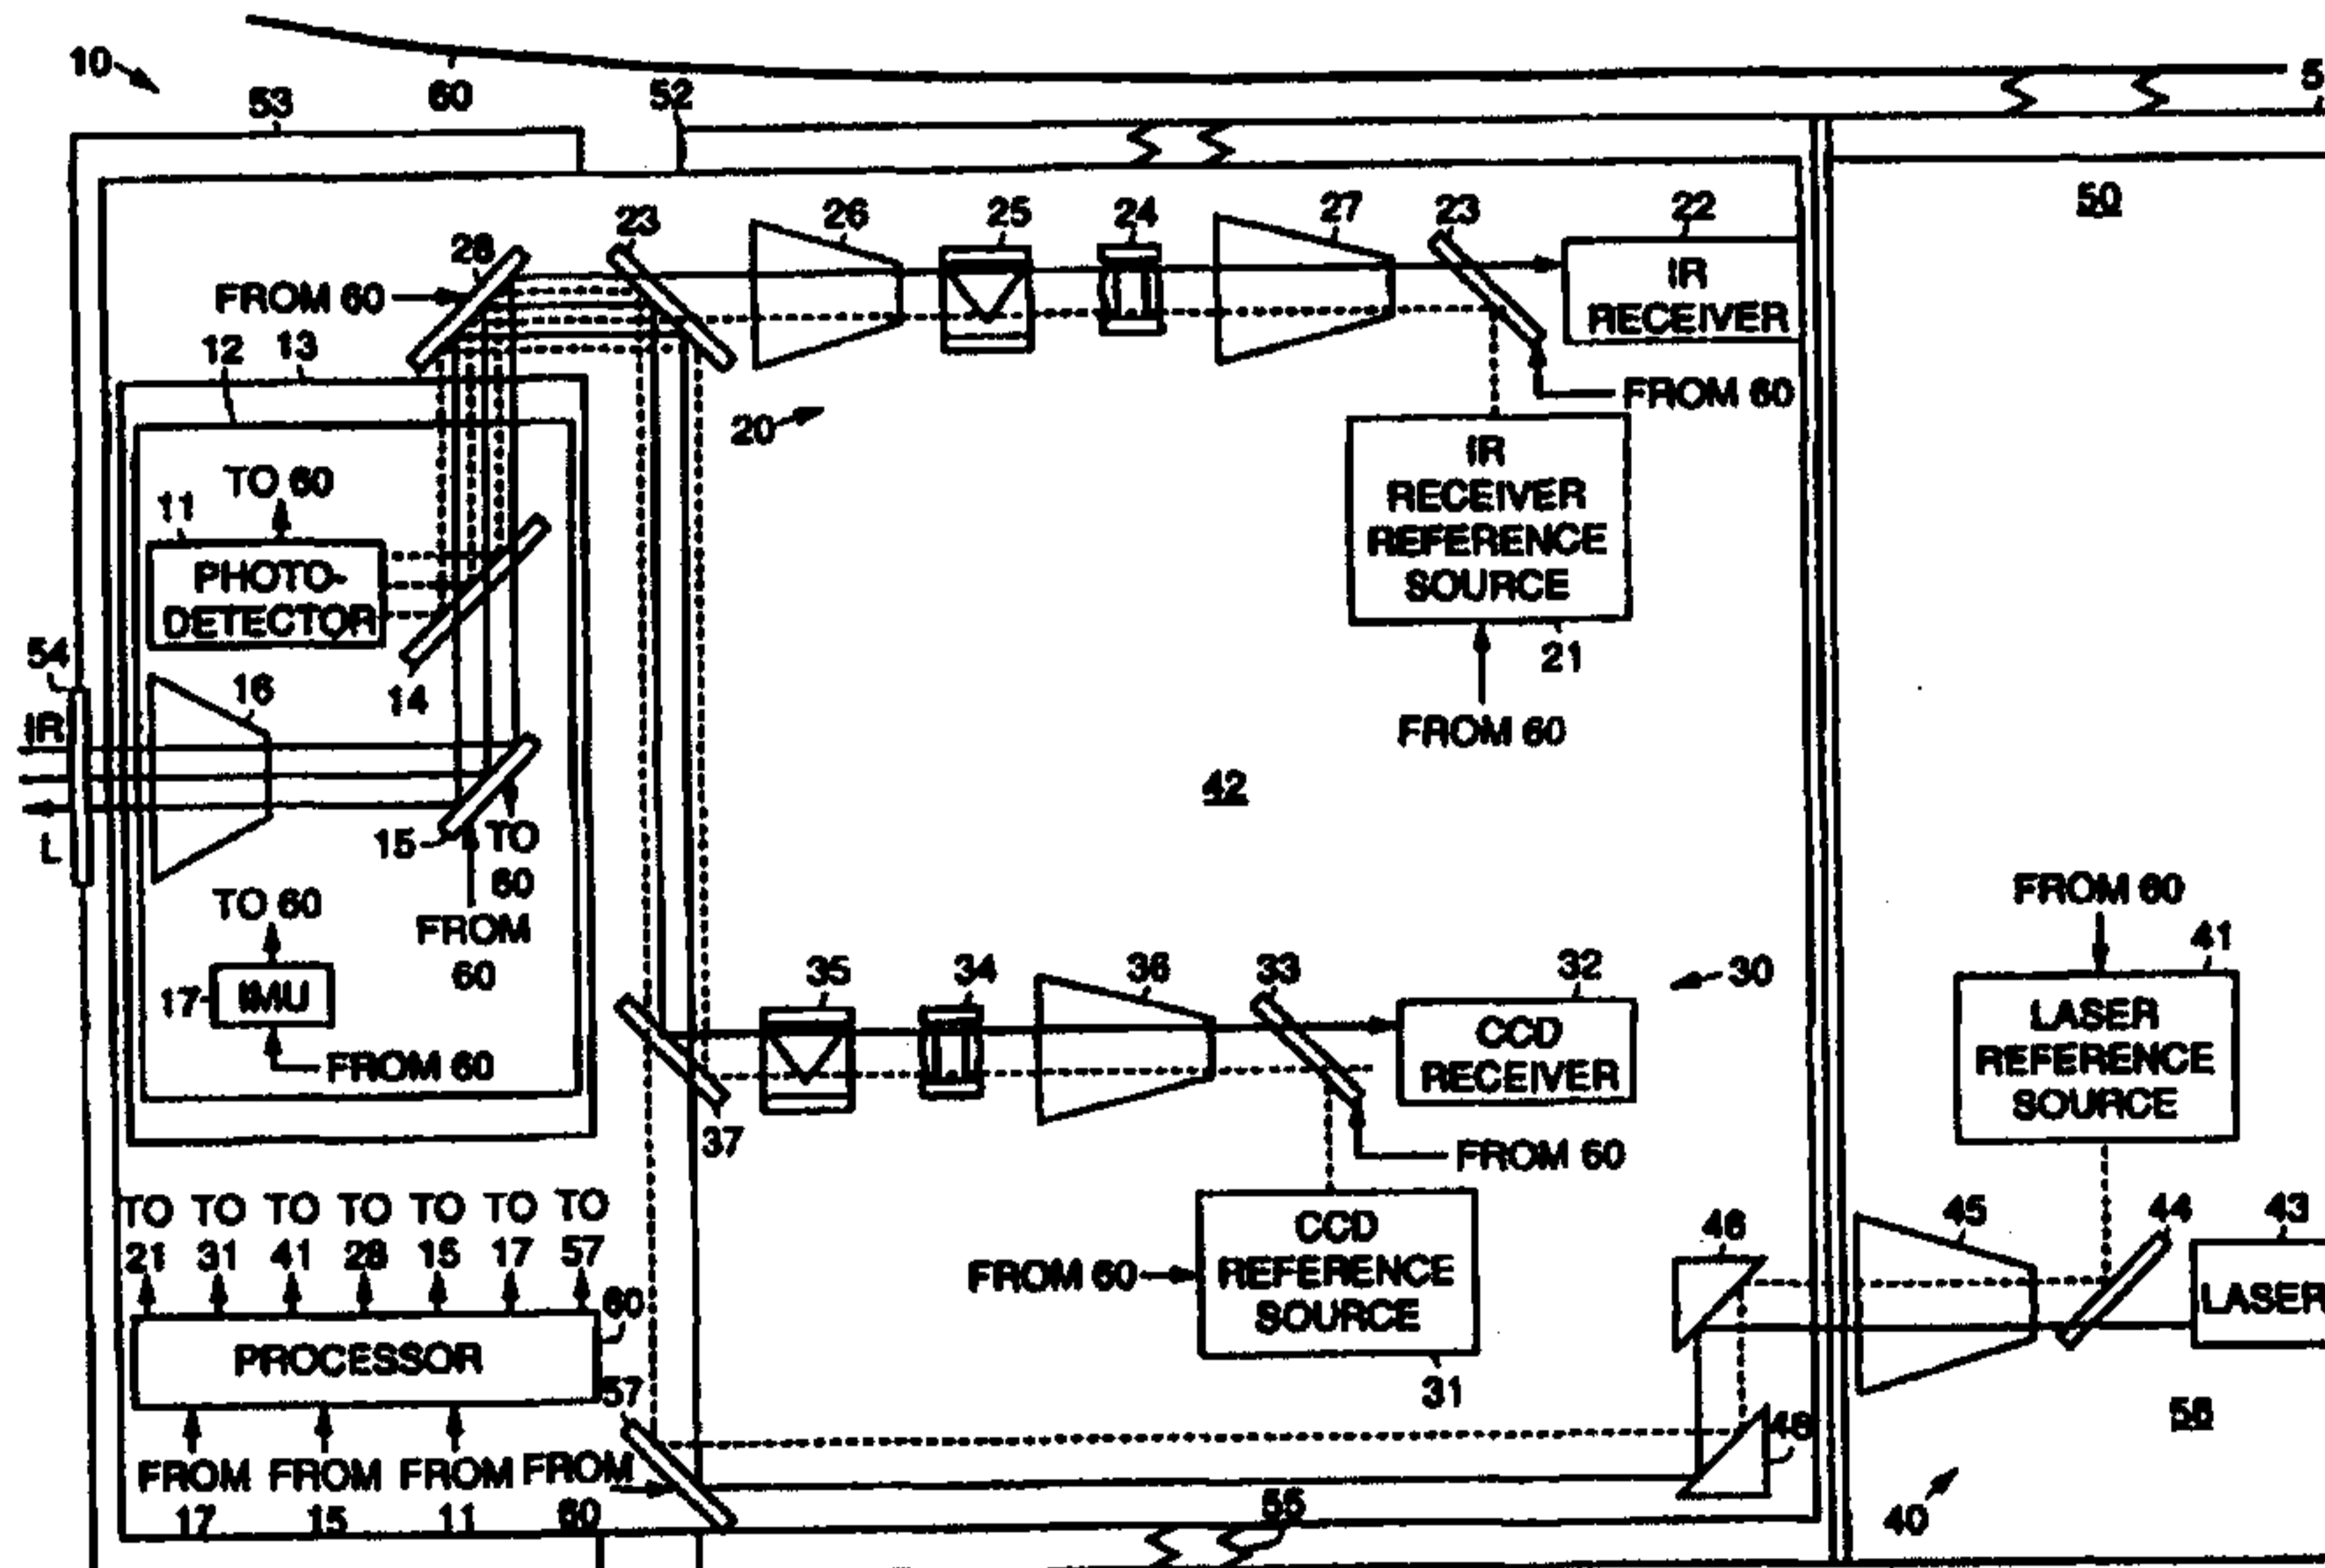 10
53
60
52
5
50
28
23
26
25
24
27
23
22
FROM 60
IR
RECEIVER
12
13
FROM 60
20
IR
RECEIVER
REFERENCE
SOURCE
21
FROM 60
TO 60
11
PHOTO-
DETECTOR
14
54
16
IR
L
15
TO
60
FROM
60
42
TO 60
17
IMU
FROM 60
35
34
36
33
32
30
CCD
RECEIVER
37
FROM 60
FROM 60
41
LASER
REFERENCE
SOURCE
TO
21
TO
31
TO
41
TO
28
TO
15
TO
17
TO
57
PROCESSOR
60
57
FROM
17
FROM
15
FROM
11
FROM
60
FROM 60
CCD
REFERENCE
SOURCE
31
46
45
44
43
LASER
56
55
40